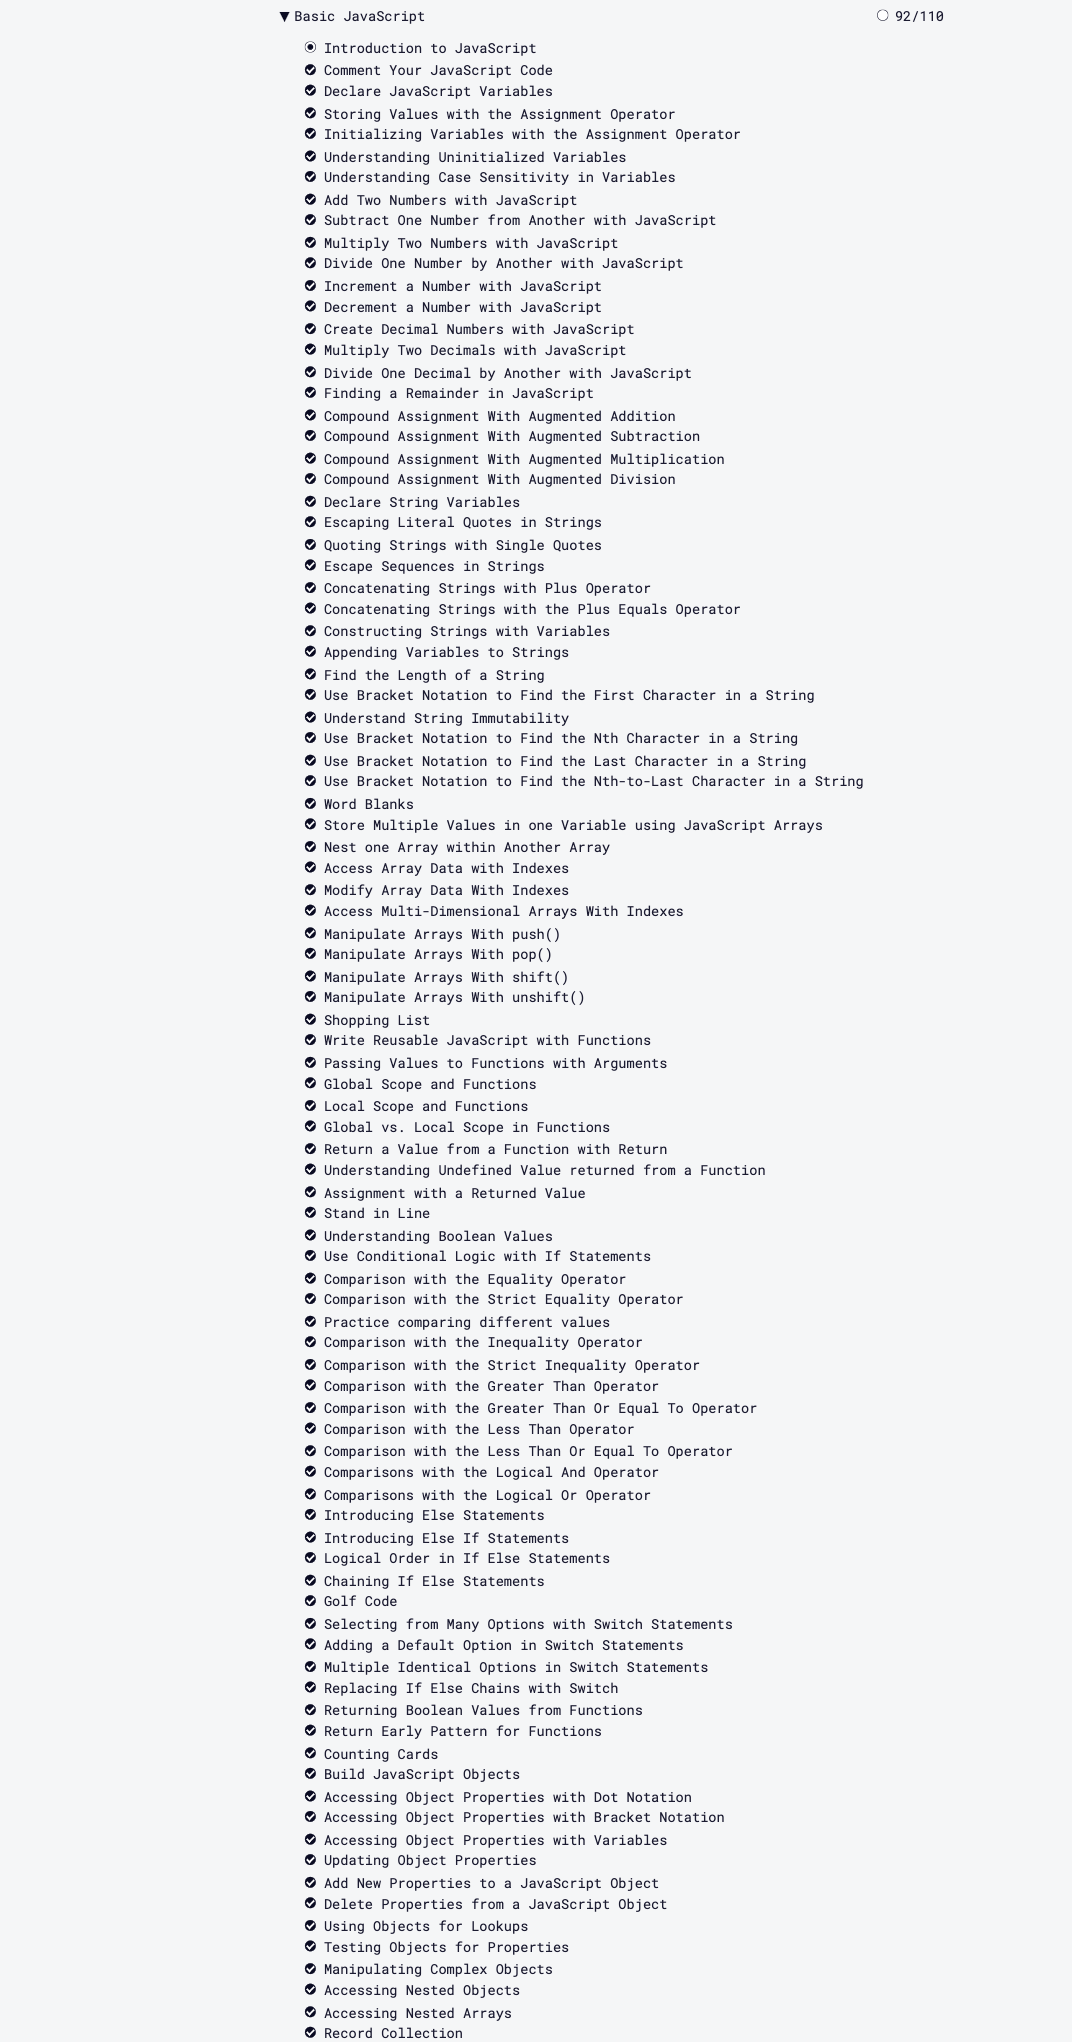 Basic JavaScript 92/110
Introduction to JavaScript
Comment Your JavaScript Code
Declare JavaScript Variables
Storing Values with the Assignment Operator
Initializing Variables with the Assignment Operator
Understanding Uninitialized Variables
Understanding Case Sensitivity in Variables
Add Two Numbers with JavaScript
Subtract One Number from Another with JavaScript
Multiply Two Numbers with JavaScript
Divide One Number by Another with JavaScript
Increment a Number with JavaScript
Decrement a Number with JavaScript
Create Decimal Numbers with JavaScript
Multiply Two Decimals with JavaScript
Divide One Decimal by Another with JavaScript
Finding a Remainder in JavaScript
Compound Assignment With Augmented Addition
Compound Assignment With Augmented Subtraction
Compound Assignment With Augmented Multiplication
Compound Assignment With Augmented Division
Declare String Variables
Escaping Literal Quotes in Strings
Quoting Strings with Single Quotes
Escape Sequences in Strings
Concatenating Strings with Plus Operator
Concatenating Strings with the Plus Equals Operator
Constructing Strings with Variables
Appending Variables to Strings
Find the Length of a String
Use Bracket Notation to Find the First Character in a String
Understand String Immutability
Use Bracket Notation to Find the Nth Character in a String
Use Bracket Notation to Find the Last Character in a String
Use Bracket Notation to Find the Nth-to-Last Character in a String
Word Blanks
Store Multiple Values in one Variable using JavaScript Arrays
Nest one Array within Another Array
Access Array Data with Indexes
Modify Array Data With Indexes
Access Multi-Dimensional Arrays With Indexes
Manipulate Arrays With push()
Manipulate Arrays With pop()
Manipulate Arrays With shift()
Manipulate Arrays With unshift()
Shopping List
Write Reusable JavaScript with Functions
Passing Values to Functions with Arguments
Global Scope and Functions
Local Scope and Functions
Global vs. Local Scope in Functions
Return a Value from a Function with Return
Understanding Undefined Value returned from a Function
Assignment with a Returned Value
Stand in Line
Understanding Boolean Values
Use Conditional Logic with If Statements
Comparison with the Equality Operator
Comparison with the Strict Equality Operator
Practice comparing different values
Comparison with the Inequality Operator
Comparison with the Strict Inequality Operator
Comparison with the Greater Than Operator
Comparison with the Greater Than Or Equal To Operator
Comparison with the Less Than Operator
Comparison with the Less Than Or Equal To Operator
Comparisons with the Logical And Operator
Comparisons with the Logical Or Operator
Introducing Else Statements
Introducing Else If Statements
Logical Order in If Else Statements
Chaining If Else Statements
Golf Code
Selecting from Many Options with Switch Statements
Adding a Default Option in Switch Statements
Multiple Identical Options in Switch Statements
Replacing If Else Chains with Switch
Returning Boolean Values from Functions
Return Early Pattern for Functions
Counting Cards
Build JavaScript Objects
Accessing Object Properties with Dot Notation
Accessing Object Properties with Bracket Notation
Accessing Object Properties with Variables
Updating Object Properties
Add New Properties to a JavaScript Object
Delete Properties from a JavaScript Object
Using Objects for Lookups
Testing Objects for Properties
Manipulating Complex Objects
Accessing Nested Objects
Accessing Nested Arrays
Record Collection